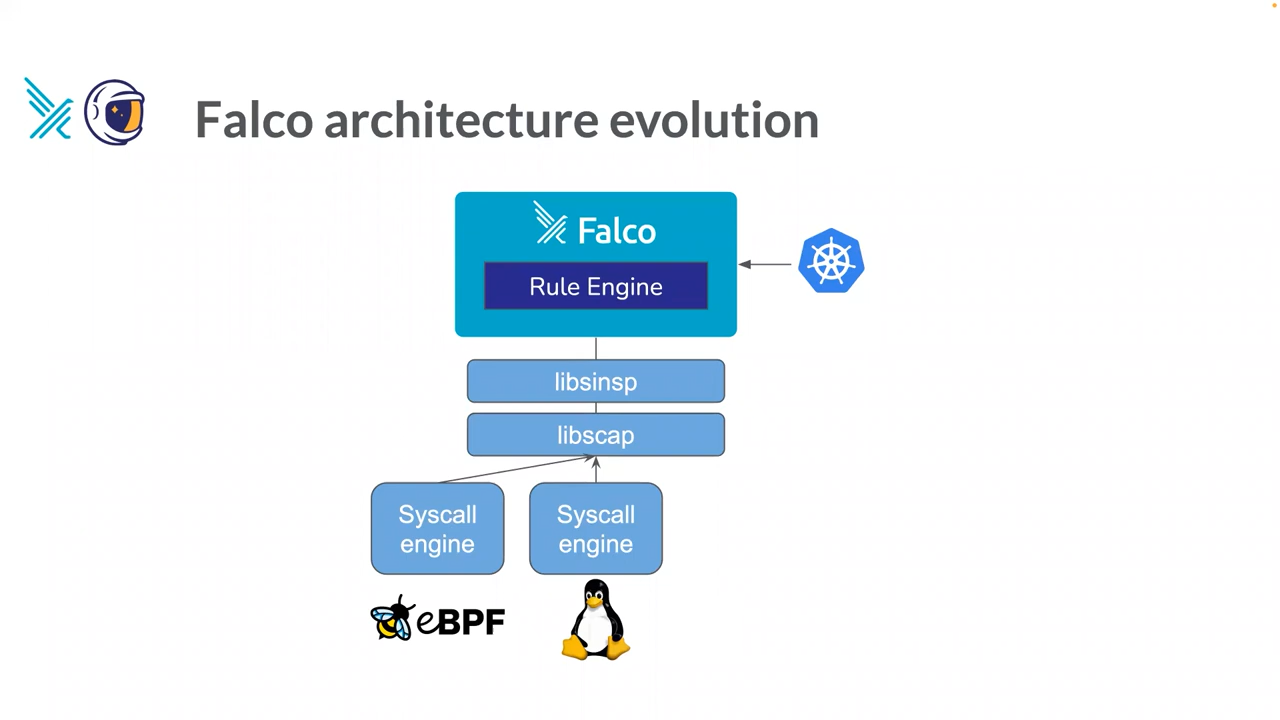 Falco architecture evolution
Falco
Rule Engine
libsinsp
libscap
Syscall
engine
Syscall
engine
eBPF